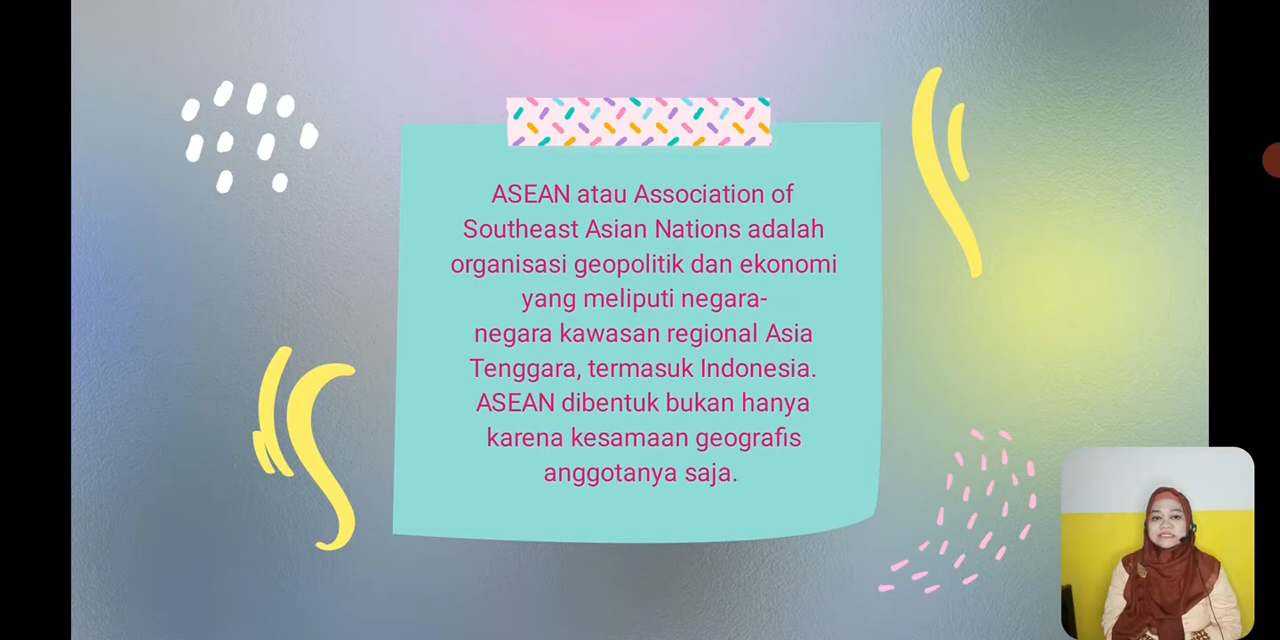 ASEAN atau Association of
Southeast Asian Nations adalah
organisasi geopolitik dan ekonomi
yang meliputi negara-
negara kawasan regional Asia
Tenggara, termasuk Indonesia.
ASEAN dibentuk bukan hanya
karena kesamaan geografis
anggotanya saja.